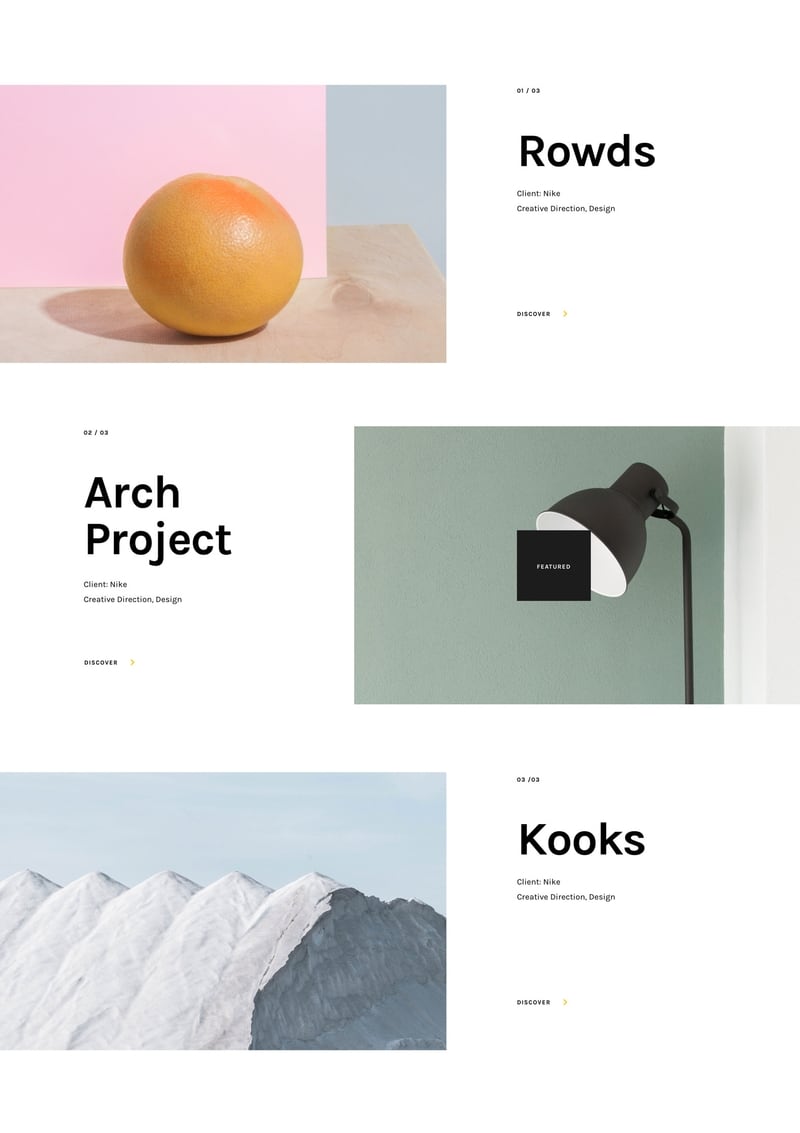 01 / 03
Rowds
Client: Nike
Creative Direction, Design
DISCOVER
02 / 03
Arch
Project
Client: Nike
Creative Direction, Design
DISCOVER
FEATURED
03 /03
Kooks
Client: Nike
Creative Direction, Design
DISCOVER